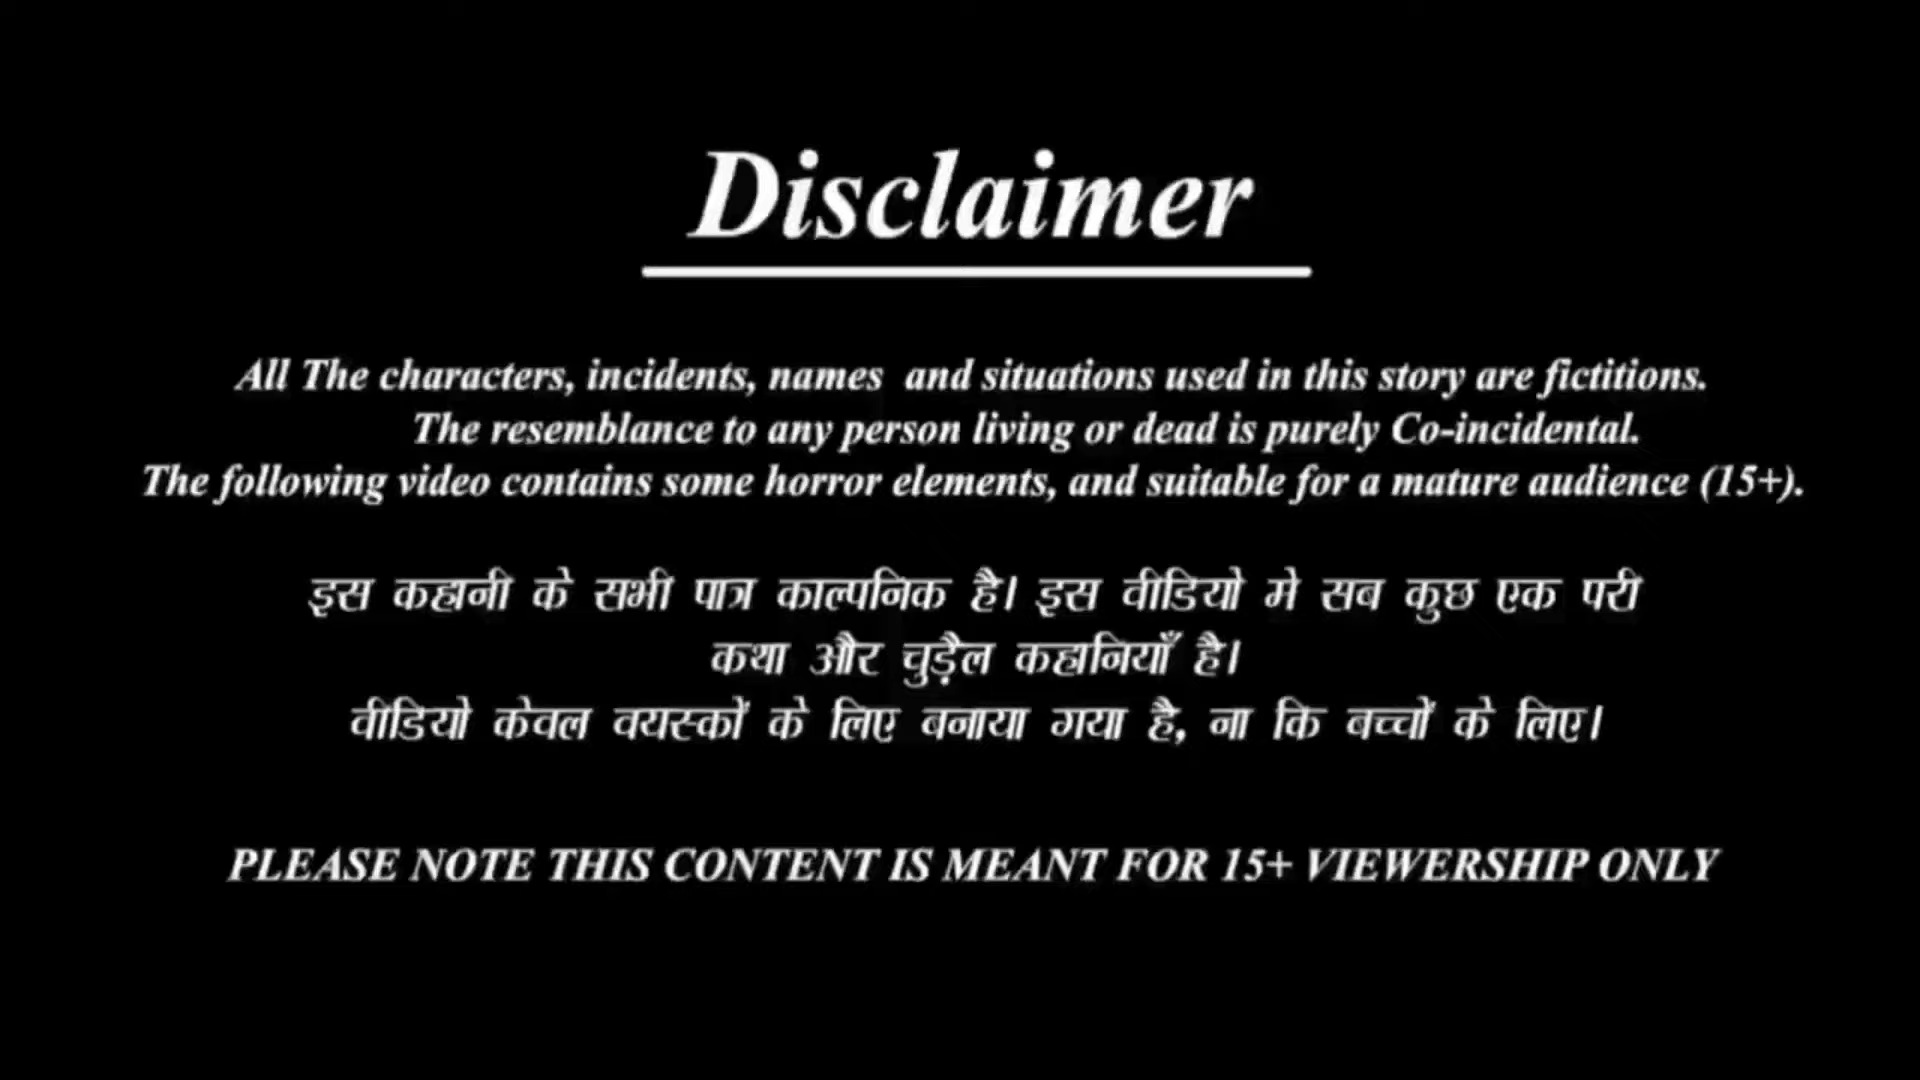 Disclaimer
All The characters, incidents, names and situations used in this story are fictitions.
The resemblance to any person living or dead is purely Co-incidental.
The following video contains some horror elements, and suitable for a mature audience (15+).
इस कहानी के सभी पात्र काल्पनिक है। इस वीडियो मे सब कुछ एक परी
कथा और चुड़ैल कहानियाँ है।
वीडियो केवल वयस्कों के लिए बनाया गया है, ना कि बच्चों के लिए।
PLEASE NOTE THIS CONTENT IS MEANT FOR 15+ VIEWERSHIP ONLY